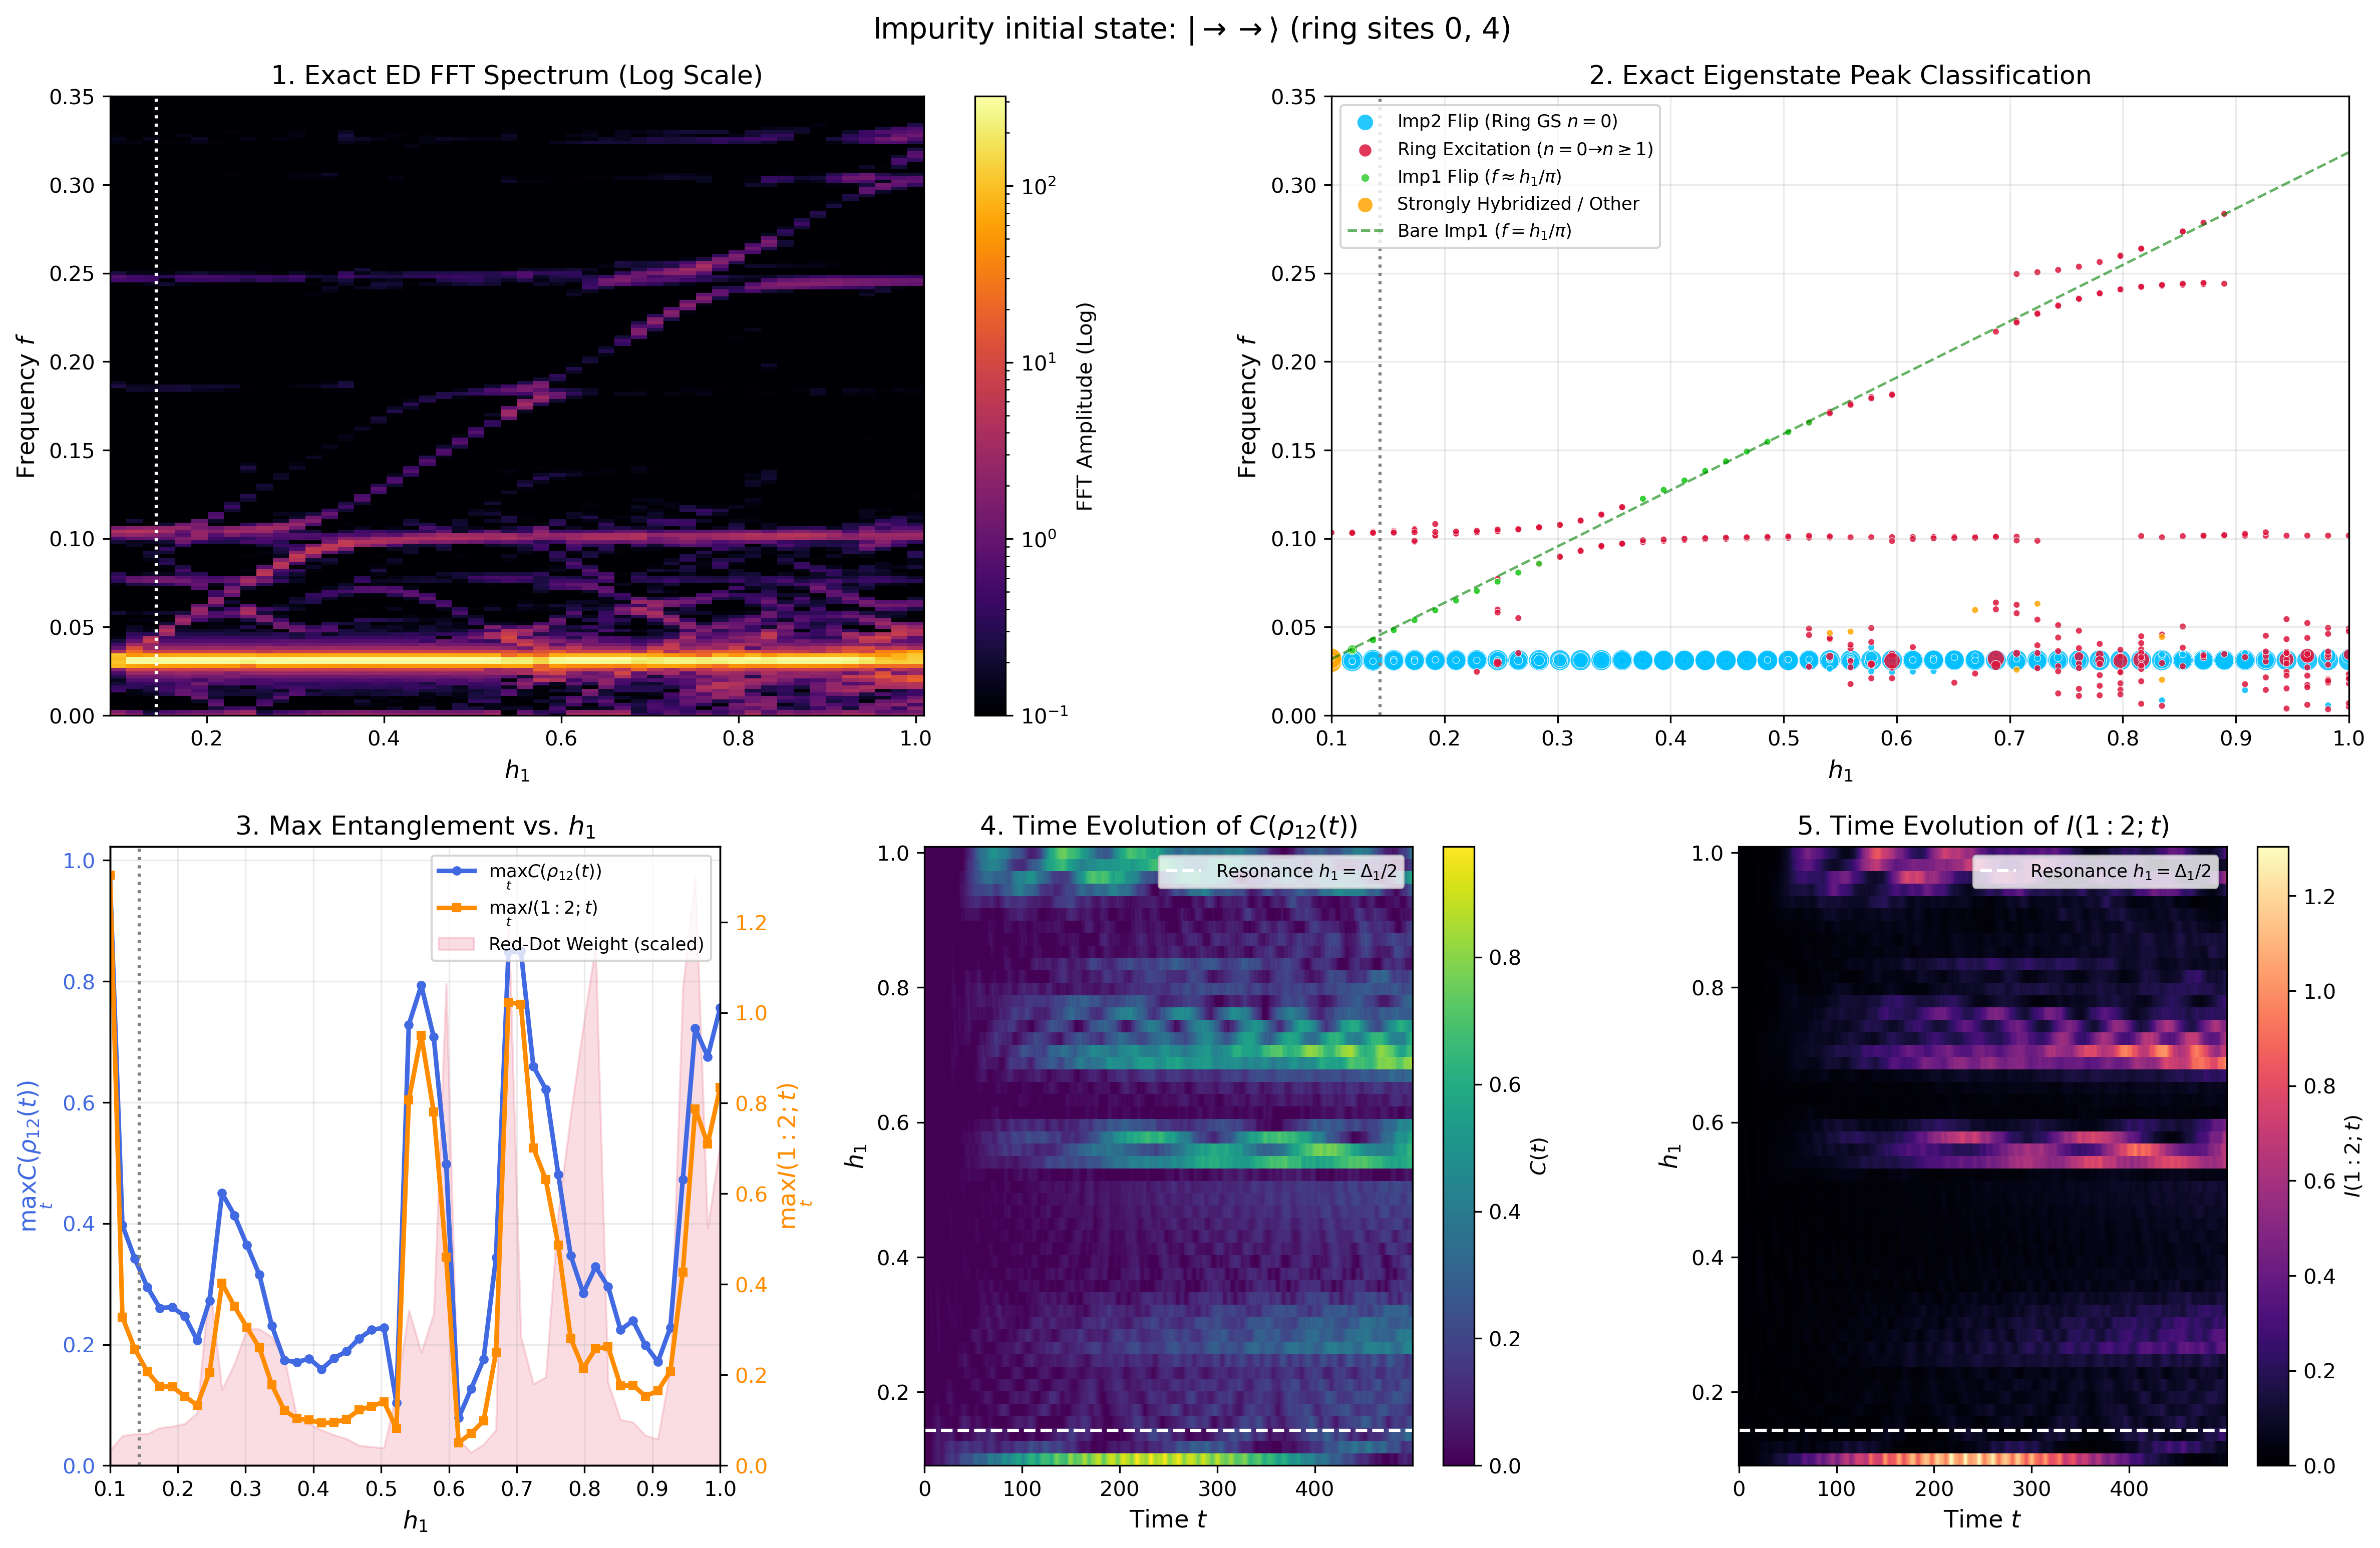 Impurity initial state: |→→⟩ (ring sites 0, 4)
1. Exact ED FFT Spectrum (Log Scale)
Frequency f
0.35
0.30
0.25
0.20
0.15
0.10
0.05
0.00
0.2
0.4
0.6
0.8
1.0
h₁
10²
10¹
10⁰
10⁻¹
FFT Amplitude (Log)
2. Exact Eigenstate Peak Classification
Imp2 Flip (Ring GS n = 0)
Ring Excitation (n = 0→n ≥ 1)
Imp1 Flip (f ≈ h₁/π)
Strongly Hybridized / Other
Bare Imp1 (f = h₁/π)
Frequency f
0.35
0.30
0.25
0.20
0.15
0.10
0.05
0.00
0.1
0.2
0.3
0.4
0.5
0.6
0.7
0.8
0.9
1.0
h₁
3. Max Entanglement vs. h₁
max C(ρ₁₂(t))
t
max I(1 : 2; t)
t
Red-Dot Weight (scaled)
max C(ρ₁₂(t))
t
1.0
0.8
0.6
0.4
0.2
0.0
0.1
0.2
0.3
0.4
0.5
0.6
0.7
0.8
0.9
1.0
h₁
1.2
1.0
0.8
0.6
0.4
0.2
0.0
max I(1 : 2; t)
t
4. Time Evolution of C(ρ₁₂(t))
Resonance h₁ = Δ₁/2
h₁
1.0
0.8
0.6
0.4
0.2
0
100
200
300
400
Time t
0.8
0.6
0.4
0.2
0.0
C(t)
5. Time Evolution of I(1 : 2; t)
Resonance h₁ = Δ₁/2
h₁
1.0
0.8
0.6
0.4
0.2
0
100
200
300
400
Time t
1.2
1.0
0.8
0.6
0.4
0.2
0.0
I(1 : 2; t)